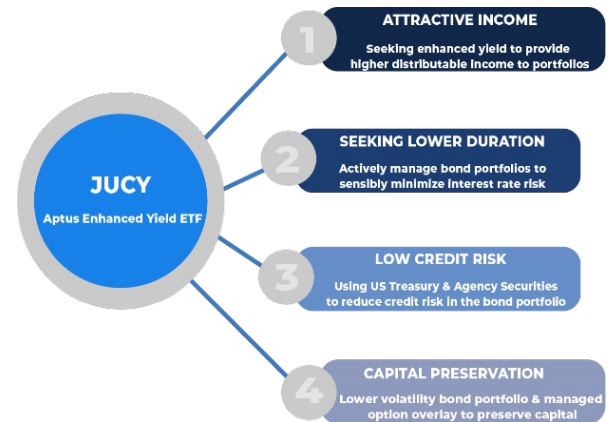 JUCY
Aptus Enhanced Yield ETF
1
ATTRACTIVE INCOME
Seeking enhanced yield to provide
higher distributable income to portfolios
2
SEEKING LOWER DURATION
Actively manage bond portfolios to
sensibly minimize interest rate risk
3
LOW CREDIT RISK
Using US Treasury & Agency Securities
to reduce credit risk in the bond portfolio
4
CAPITAL PRESERVATION
Lower volatility bond portfolio & managed
option overlay to preserve capital